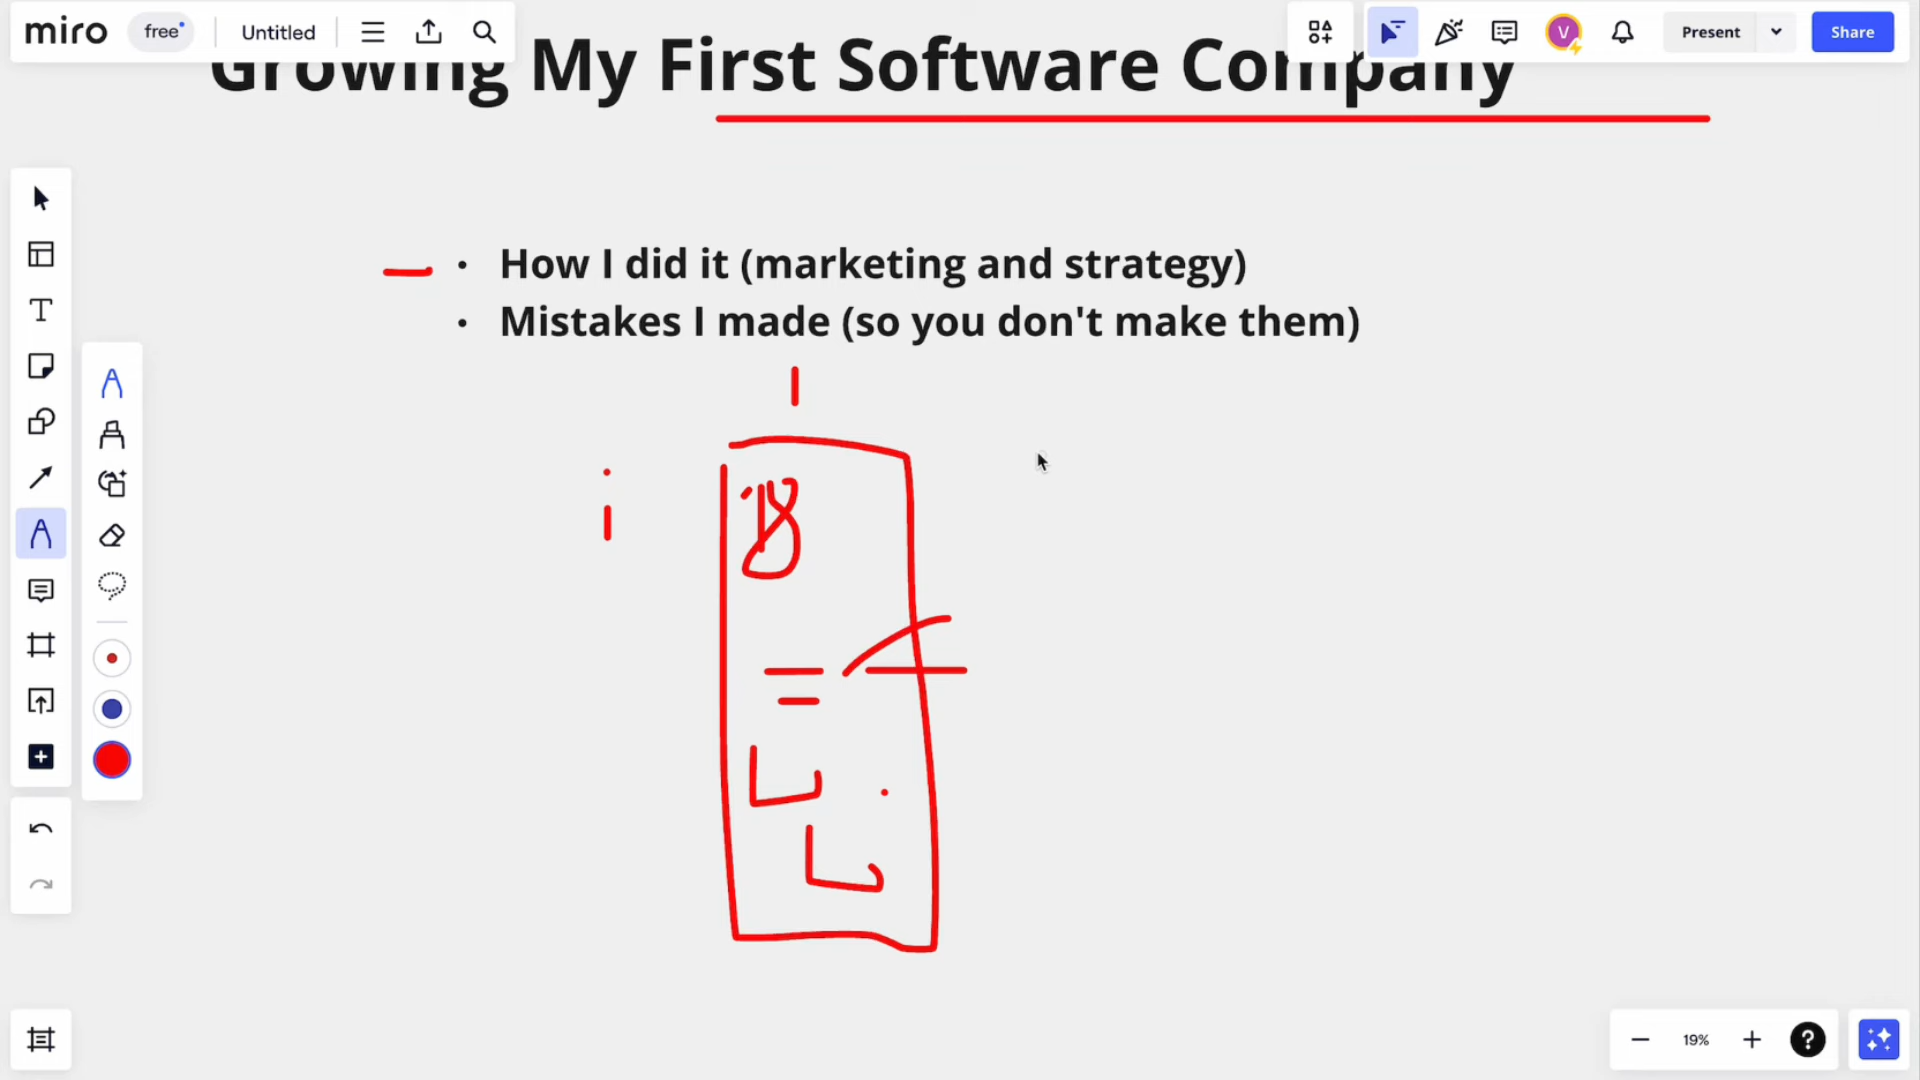 miro free Untitled Present Share
Growing My First Software Company
· How I did it (marketing and strategy)
· Mistakes I made (so you don't make them)
V
19%